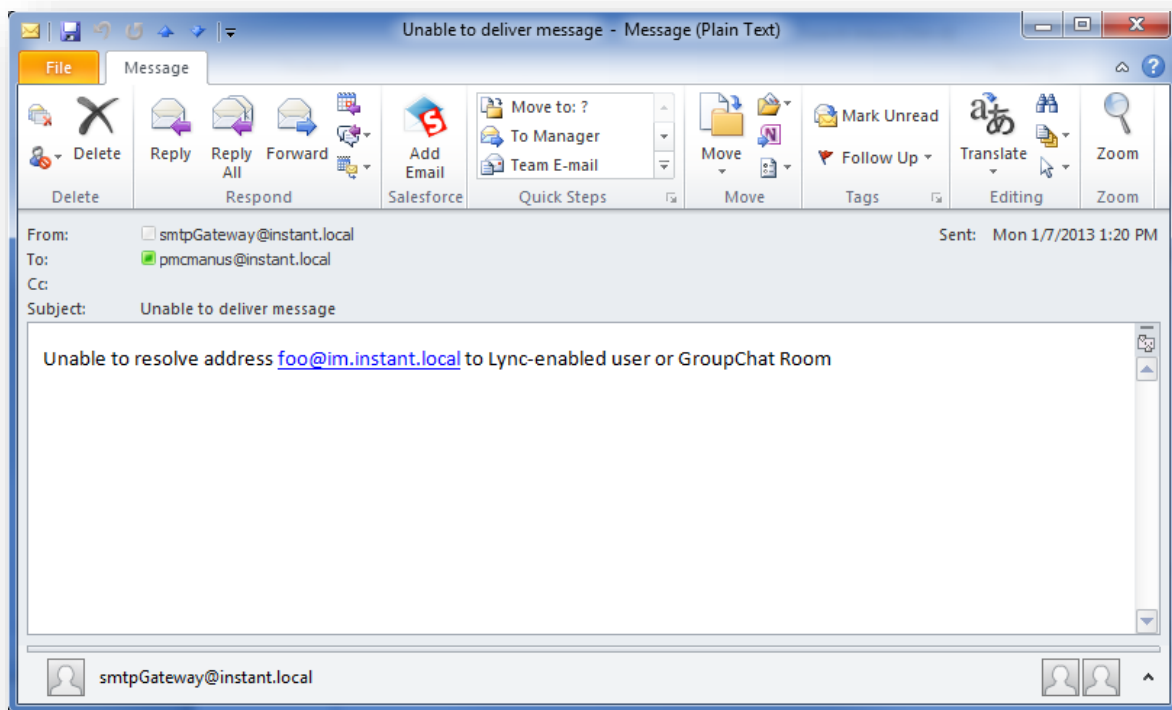 Unable to deliver message - Message (Plain Text)
File Message
Delete
Reply
Reply All
Forward
Add Email
Move to: ?
To Manager
Team E-mail
Move
Mark Unread
Follow Up
Translate
Zoom
Delete Respond Salesforce Quick Steps Move Tags Editing Zoom
From: smtpGateway@instant.local Sent: Mon 1/7/2013 1:20 PM
To: pmcmanus@instant.local
Cc:
Subject: Unable to deliver message
Unable to resolve address foo@im.instant.local to Lync-enabled user or GroupChat Room
smtpGateway@instant.local